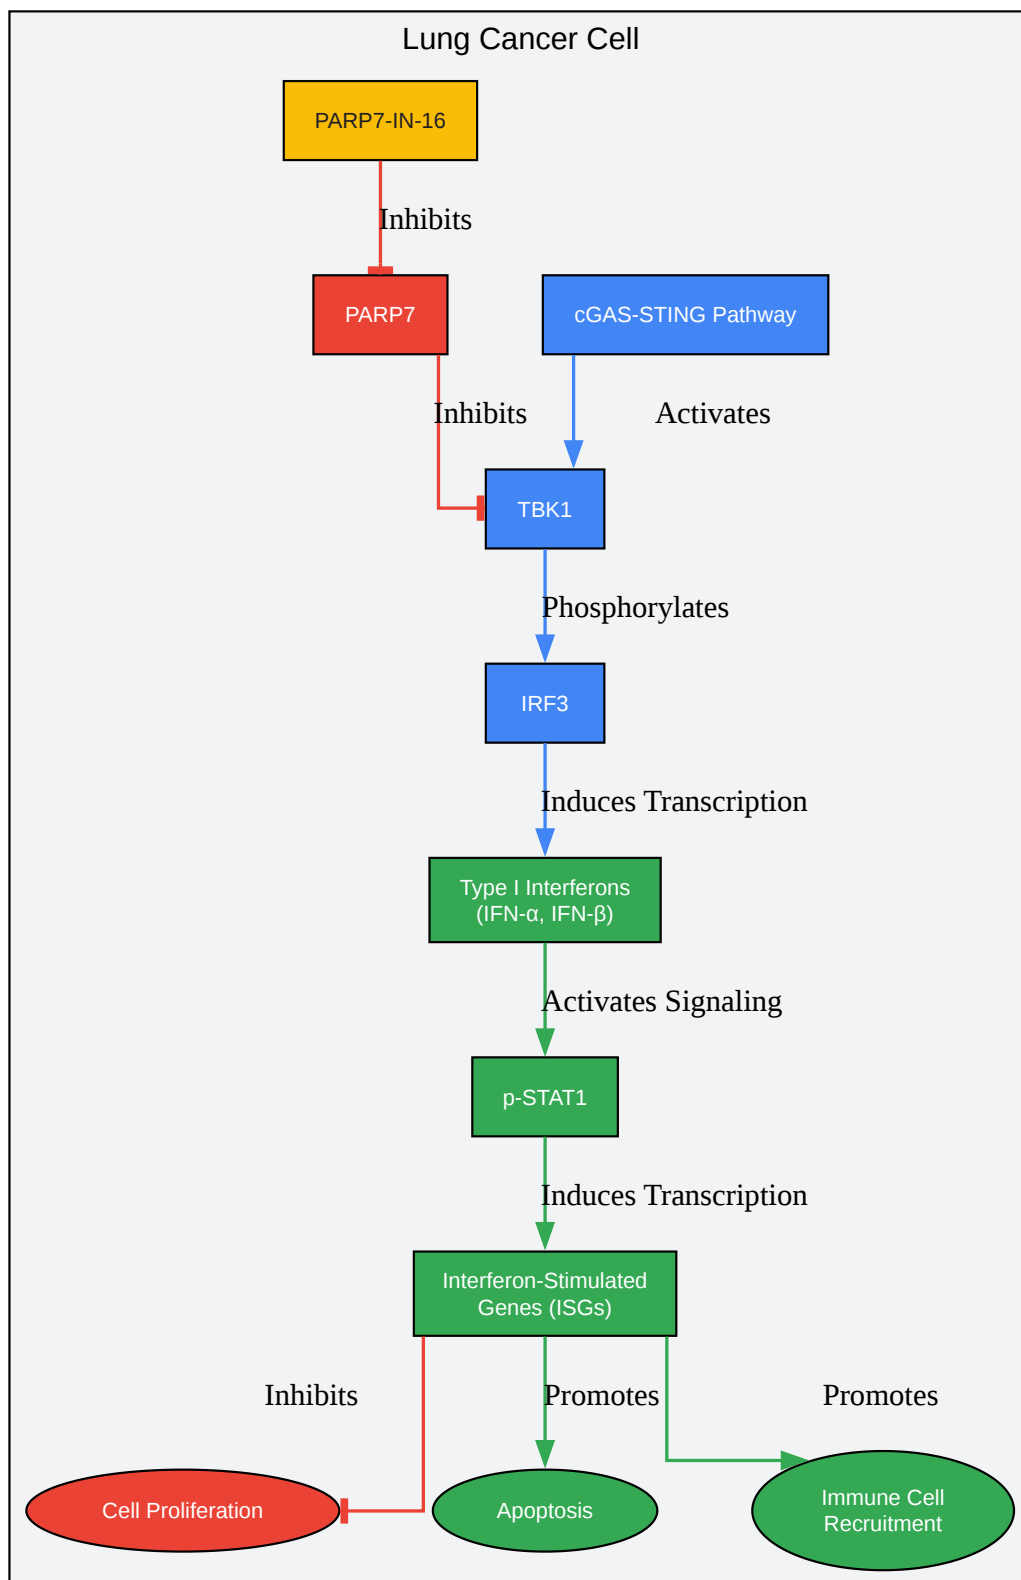 Lung Cancer Cell
PARP7-IN-16
Inhibits
PARP7
cGAS-STING Pathway
Inhibits
Activates
TBK1
Phosphorylates
IRF3
Induces Transcription
Type I Interferons
(IFN-α, IFN-β)
Activates Signaling
p-STAT1
Induces Transcription
Interferon-Stimulated
Genes (ISGs)
Inhibits
Promotes
Promotes
Cell Proliferation
Apoptosis
Immune Cell
Recruitment